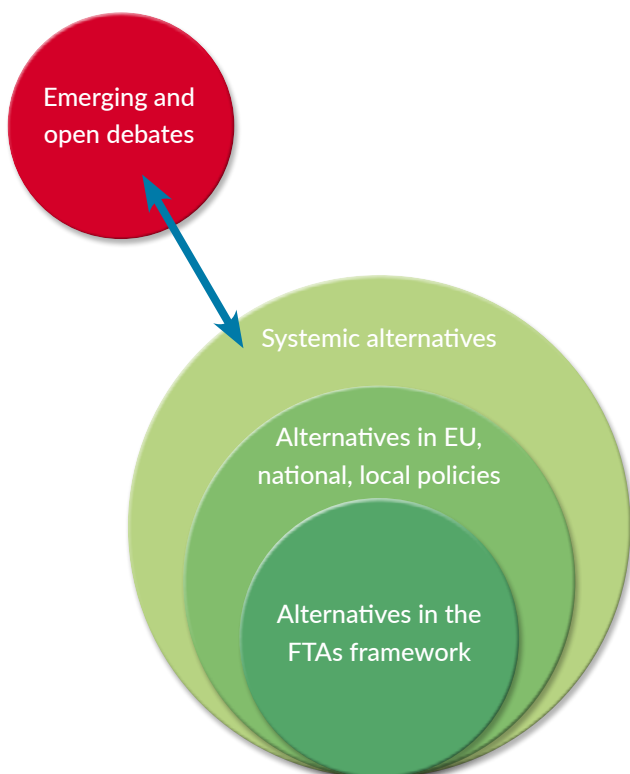 Emerging and
open debates
Systemic alternatives
Alternatives in EU,
national, local policies
Alternatives in the
FTAs framework